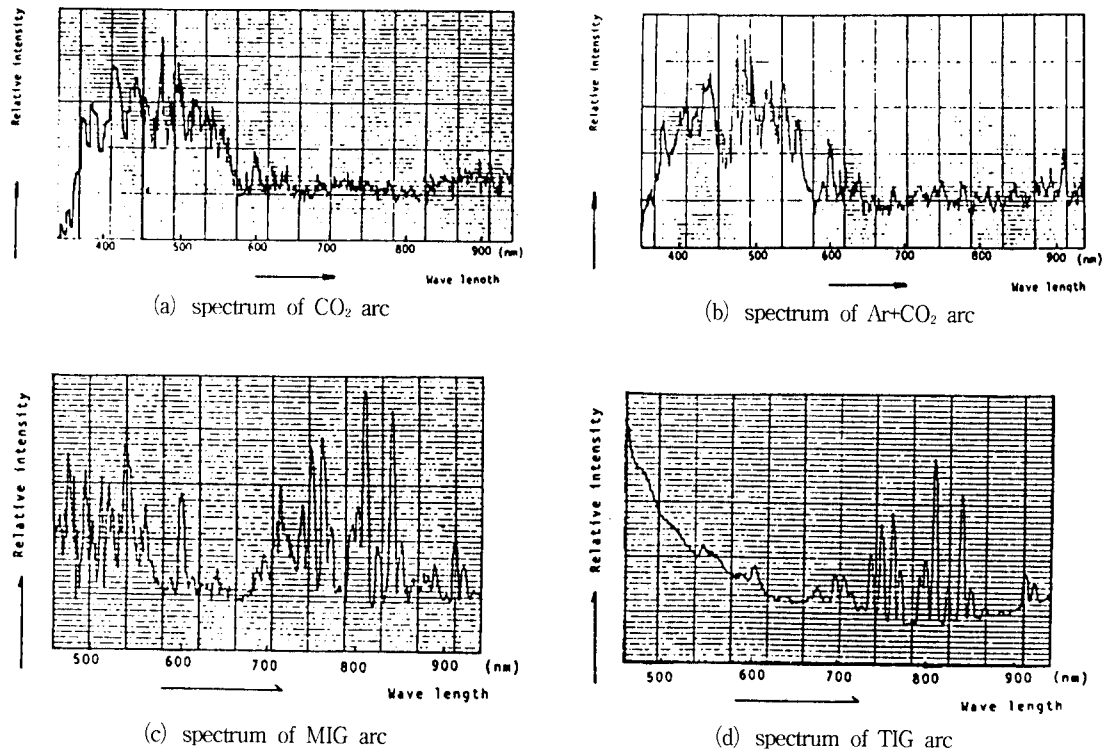 Relative intensity
400 500 600 700 800 900 (nm)
Wave length
(a) spectrum of CO₂ arc
Relative intensity
400 500 600 700 800 900 (nm)
Wave length
(b) spectrum of Ar+CO₂ arc
Relative intensity
500 600 700 800 900 (nm)
Wave length
(c) spectrum of MIG arc
Relative intensity
500 600 700 800 900 (nm)
Wave length
(d) spectrum of TIG arc